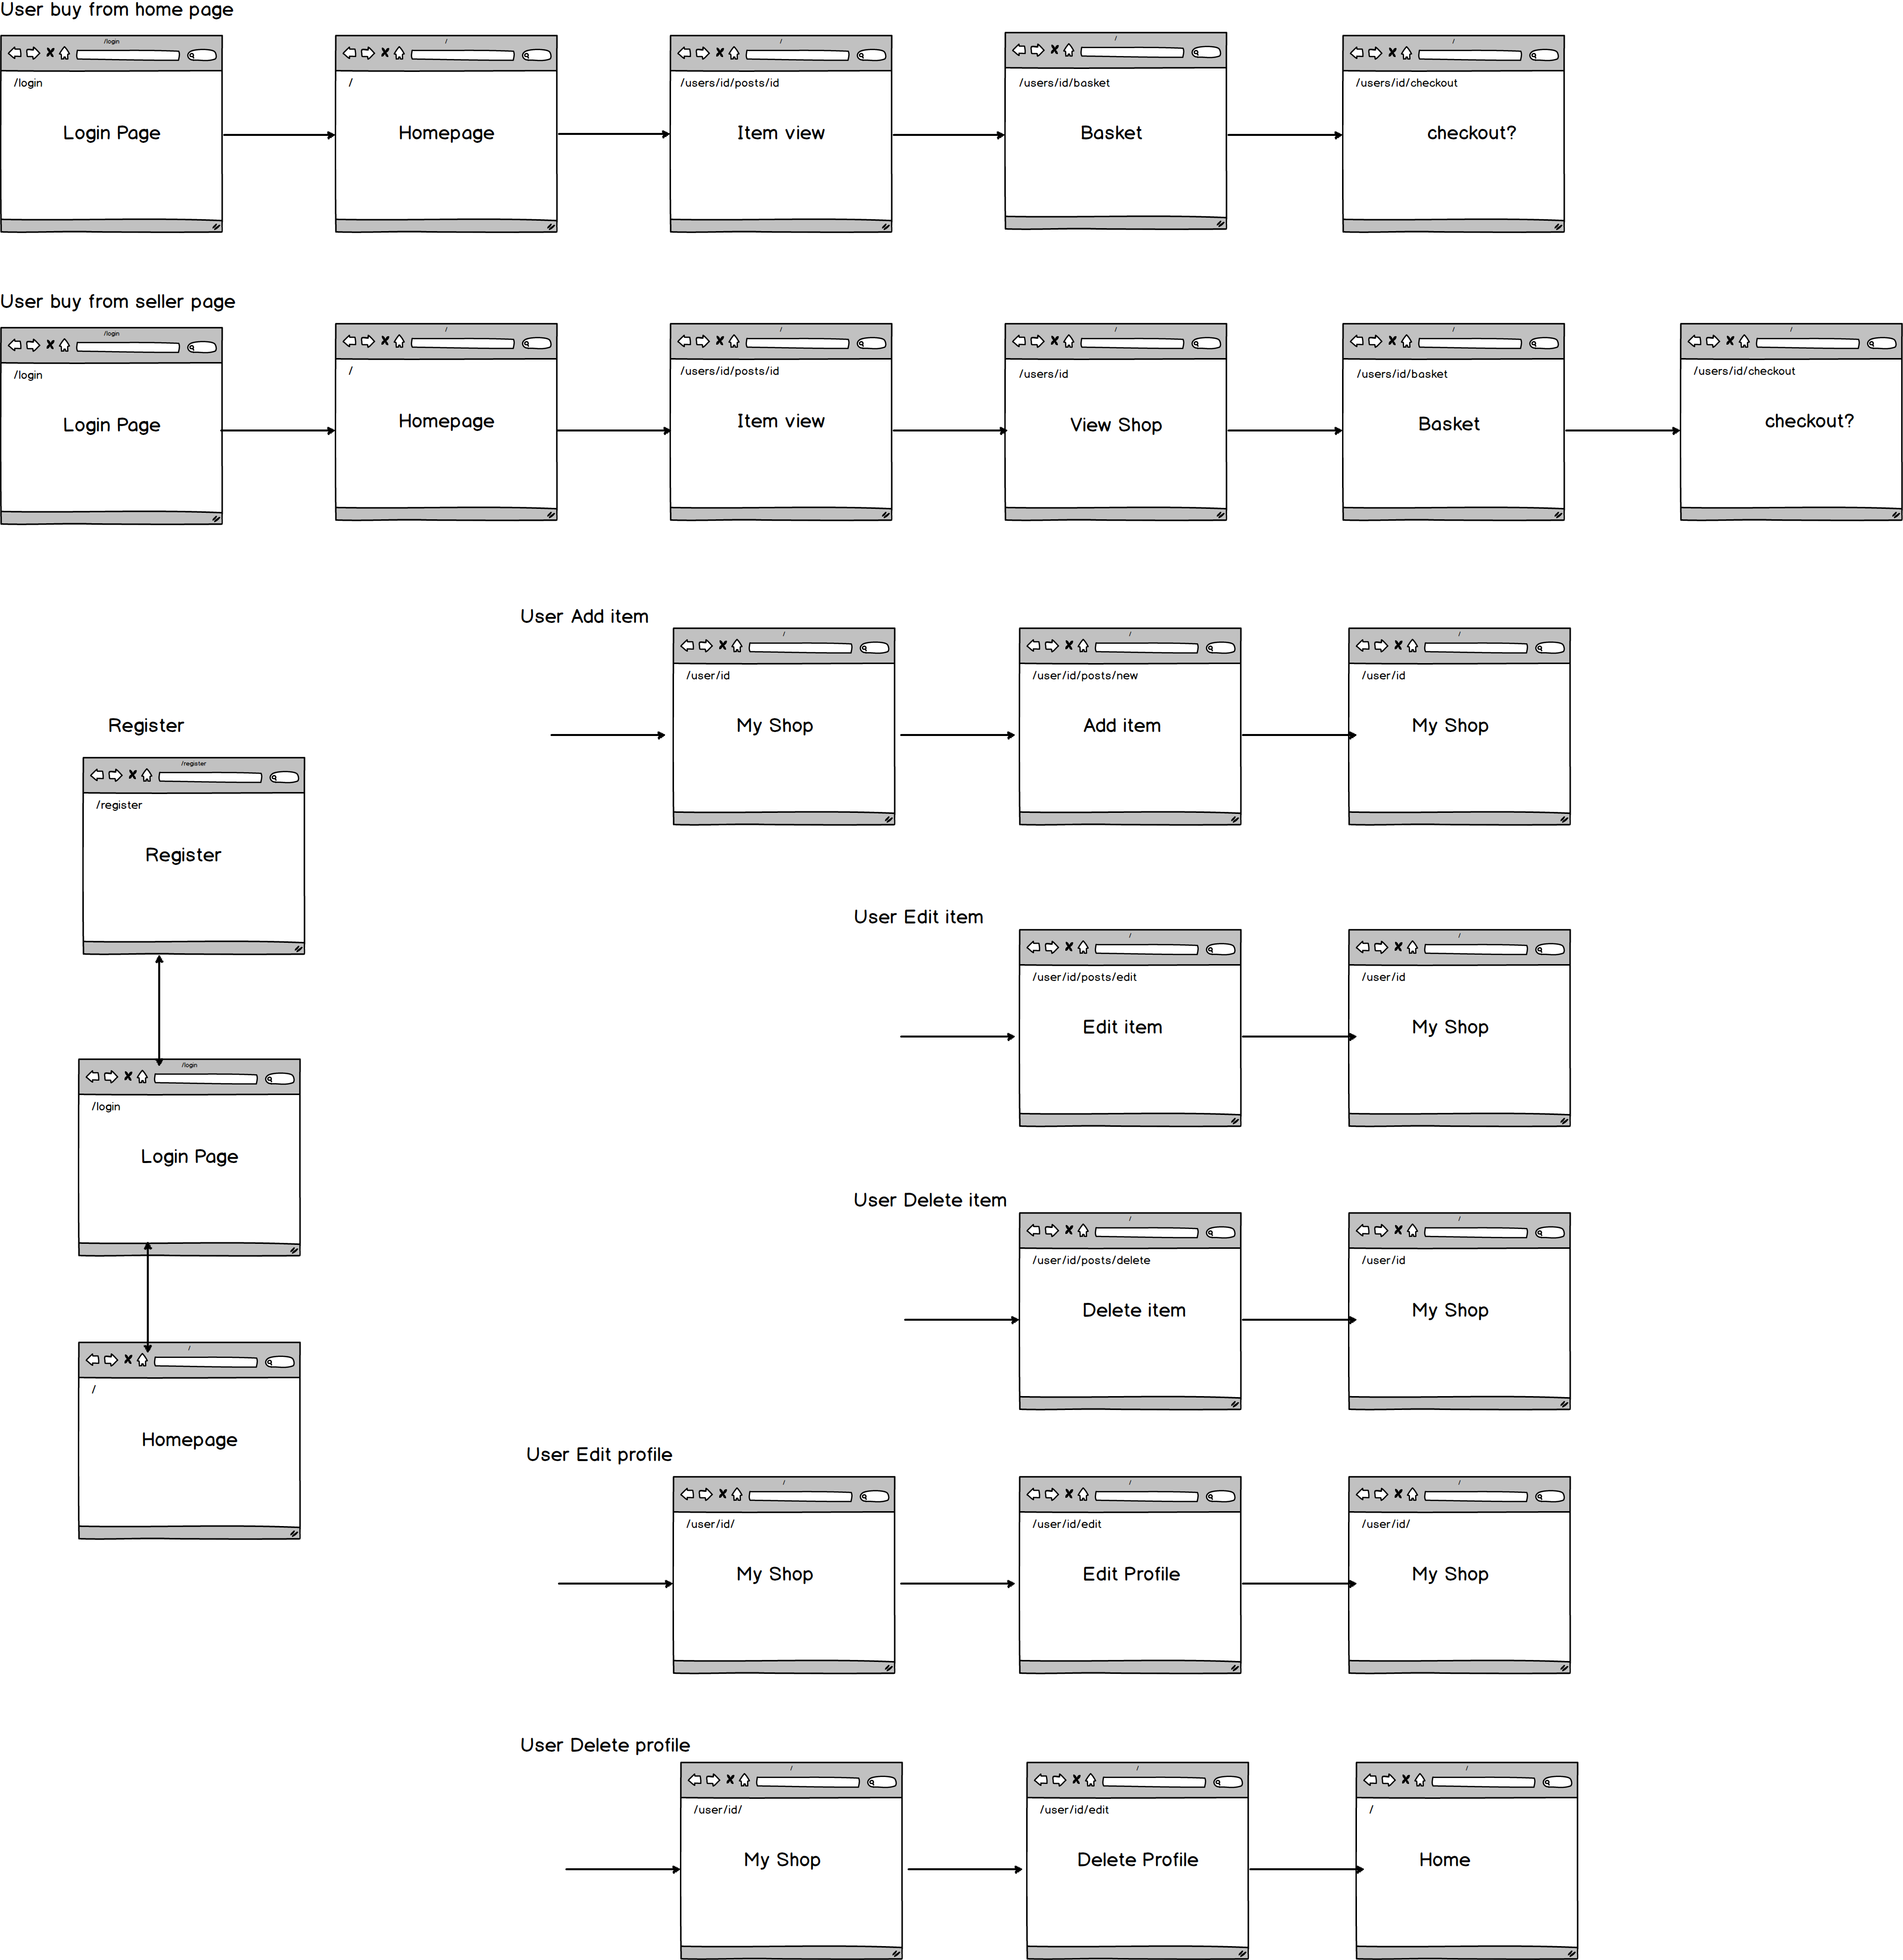 User buy from home page
/login
/login
Login Page
/
/
Homepage
/
/users/id/posts/id
Item view
/
/users/id/basket
Basket
/
/users/id/checkout
checkout?
User buy from seller page
/login
/login
Login Page
/
/
Homepage
/
/users/id/posts/id
Item view
/
/users/id
View Shop
/
/users/id/basket
Basket
/
/users/id/checkout
checkout?
Register
/register
/register
Register
/login
/login
Login Page
/
/
Homepage
User Add item
/
/user/id
My Shop
/
/user/id/posts/new
Add item
/
/user/id
My Shop
User Edit item
/
/user/id/posts/edit
Edit item
/
/user/id
My Shop
User Delete item
/
/user/id/posts/delete
Delete item
/
/user/id
My Shop
User Edit profile
/
/user/id/
My Shop
/
/user/id/edit
Edit Profile
/
/user/id/
My Shop
User Delete profile
/
/user/id/
My Shop
/
/user/id/edit
Delete Profile
/
/
Home